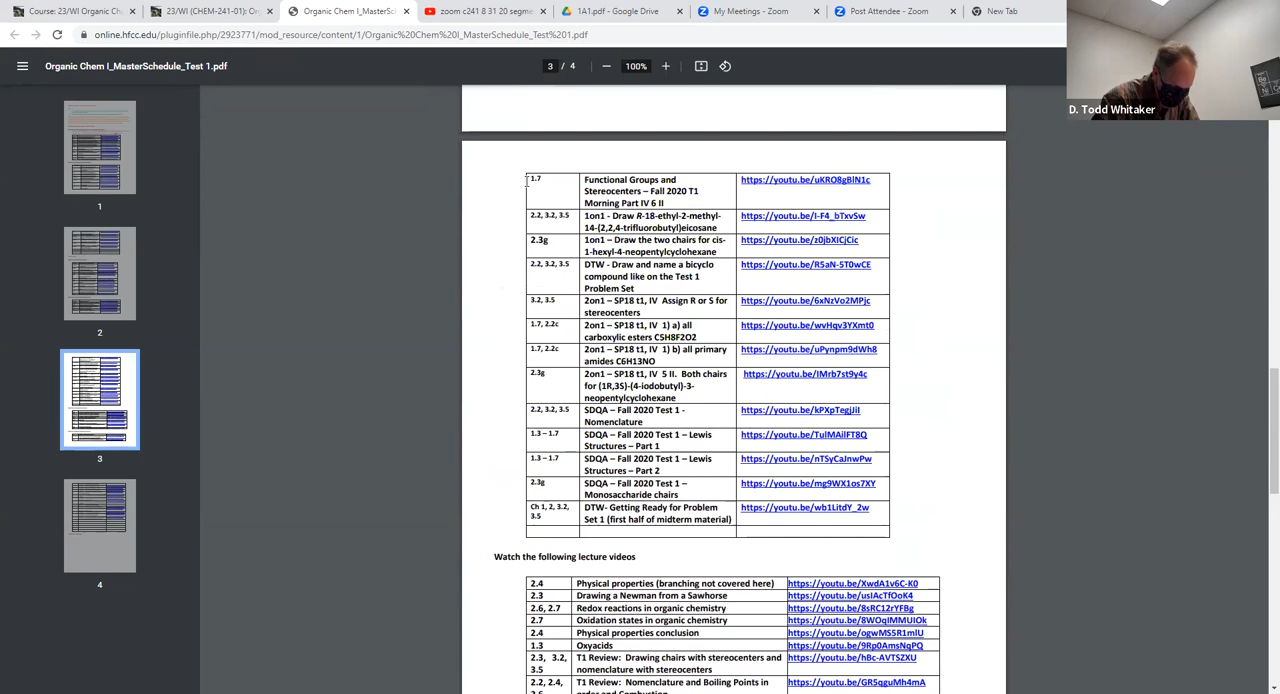 Course: 23/WI Organic Chem
23/WI (CHEM-241-01): Org
Organic Chem I_MasterSch
zoom c241 8 31 20 segme
1A1.pdf - Google Drive
My Meetings - Zoom
Post Attendee - Zoom
New Tab
online.hfcc.edu/pluginfile.php/2923771/mod_resource/content/1/Organic%20Chem%20I_MasterSchedule_Test%201.pdf
Organic Chem I_MasterSchedule_Test 1.pdf
3 / 4
100%
D. Todd Whitaker
1
2
3
4
1.7 Functional Groups and https://youtu.be/uKRO8gBlN1c
Stereocenters – Fall 2020 T1
Morning Part IV 6 II
2.2, 3.2, 3.5 1on1 - Draw R-18-ethyl-2-methyl- https://youtu.be/I-F4_bTxvSw
14-(2,2,4-trifluorobutyl)eicosane
2.3g 1on1 – Draw the two chairs for cis- https://youtu.be/z0jbXICjCic
1-hexyl-4-neopentylcyclohexane
2.2, 3.2, 3.5 DTW - Draw and name a bicyclo https://youtu.be/R5aN-5T0wCE
compound like on the Test 1
Problem Set
3.2, 3.5 2on1 – SP18 t1, IV Assign R or S for https://youtu.be/6xNzVo2MPjc
stereocenters
1.7, 2.2c 2on1 – SP18 t1, IV 1) a) all https://youtu.be/wvHqv3YXmt0
carboxylic esters C5H8F2O2
1.7, 2.2c 2on1 – SP18 t1, IV 1) b) all primary https://youtu.be/uPynpm9dWh8
amides C6H13NO
2.3g 2on1 – SP18 t1, IV 5 II. Both chairs https://youtu.be/IMrb7st9y4c
for (1R,3S)-(4-iodobutyl)-3-
neopentylcyclohexane
2.2, 3.2, 3.5 SDQA – Fall 2020 Test 1 - https://youtu.be/kPXpTegjJiI
Nomenclature
1.3 – 1.7 SDQA – Fall 2020 Test 1 – Lewis https://youtu.be/TulMAilFT8Q
Structures – Part 1
1.3 – 1.7 SDQA – Fall 2020 Test 1 – Lewis https://youtu.be/nTSyCaJnwPw
Structures – Part 2
2.3g SDQA – Fall 2020 Test 1 – https://youtu.be/mg9WX1os7XY
Monosaccharide chairs
Ch 1, 2, 3.2, DTW- Getting Ready for Problem https://youtu.be/wb1LitdY_2w
3.5 Set 1 (first half of midterm material)
Watch the following lecture videos
2.4 Physical properties (branching not covered here) https://youtu.be/XwdA1v6C-K0
2.3 Drawing a Newman from a Sawhorse https://youtu.be/usIAcTfOoK4
2.6, 2.7 Redox reactions in organic chemistry https://youtu.be/8sRC12rYFBg
2.7 Oxidation states in organic chemistry https://youtu.be/8WOqIMMUIOk
2.4 Physical properties conclusion https://youtu.be/ogwMS5R1mlU
1.3 Oxyacids https://youtu.be/9Rp0AmsNqPQ
2.3, 3.2, T1 Review: Drawing chairs with stereocenters and https://youtu.be/hBc-AVTSZXU
3.5 nomenclature with stereocenters
2.2, 2.4, T1 Review: Nomenclature and Boiling Points in https://youtu.be/GR5qguMh4mA